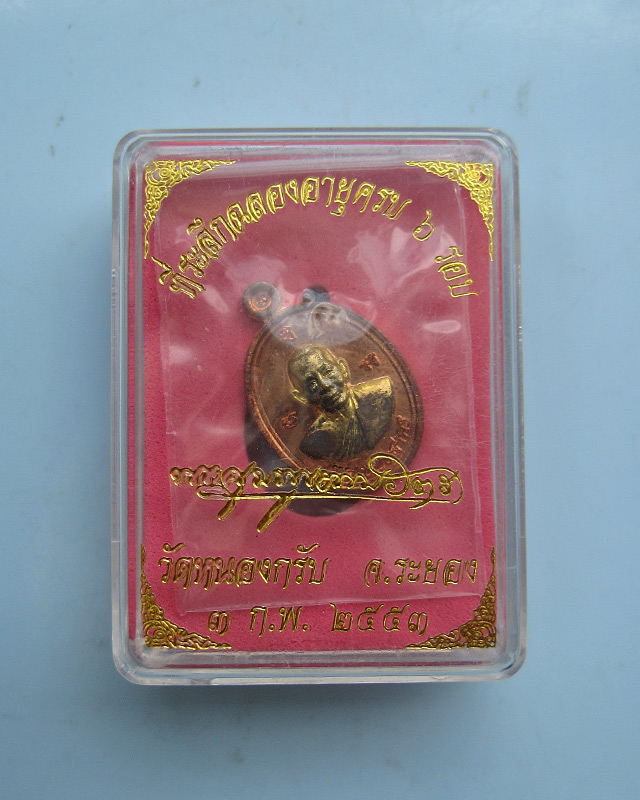 ที่ระลึกฉลองอายุครบ ๖ รอบ
วัดหนองกรับ จ.ระยอง
๓ ก.พ. ๒๕๕๓